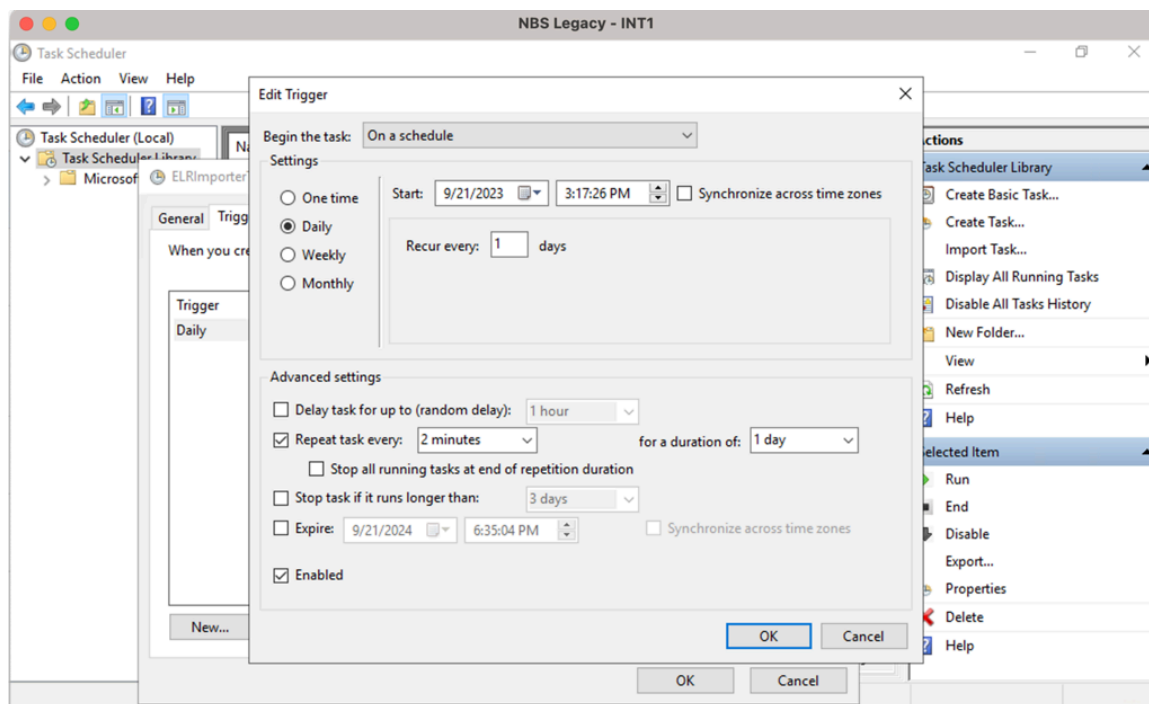 NBS Legacy - INT1
Task Scheduler
File Action View Help
Task Scheduler (Local)
Task Scheduler Library
Microsof
Na
ELRImporterT
General Trigg
When you cre
Trigger
Daily
New...
Edit Trigger
Begin the task: On a schedule
Settings
One time
Daily
Weekly
Monthly
Start: 9/21/2023 3:17:26 PM Synchronize across time zones
Recur every: 1 days
Advanced settings
Delay task for up to (random delay): 1 hour
Repeat task every: 2 minutes for a duration of: 1 day
Stop all running tasks at end of repetition duration
Stop task if it runs longer than: 3 days
Expire: 9/21/2024 6:35:04 PM Synchronize across time zones
Enabled
OK Cancel
OK Cancel
Actions
Task Scheduler Library
Create Basic Task...
Create Task...
Import Task...
Display All Running Tasks
Disable All Tasks History
New Folder...
View
Refresh
Help
Selected Item
Run
End
Disable
Export...
Properties
Delete
Help